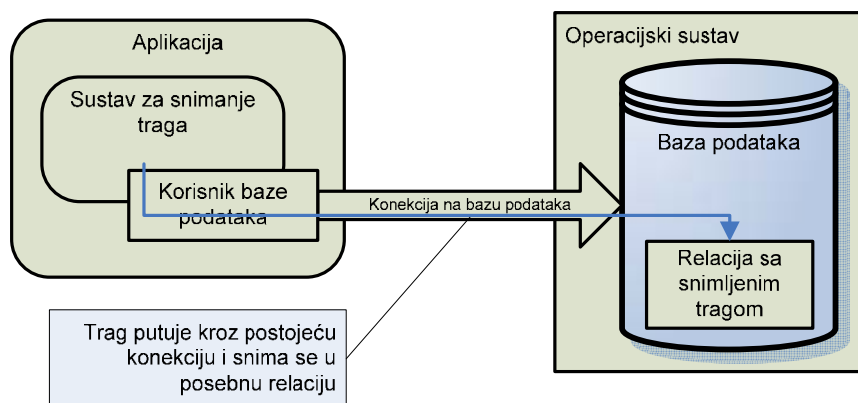 Aplikacija
Sustav za snimanje
traga
Korisnik baze
podataka
Konekcija na bazu podataka
Operacijski sustav
Baza podataka
Relacija sa
snimljenim
tragom
Trag putuje kroz postojeću
konekciju i snima se u
posebnu relaciju